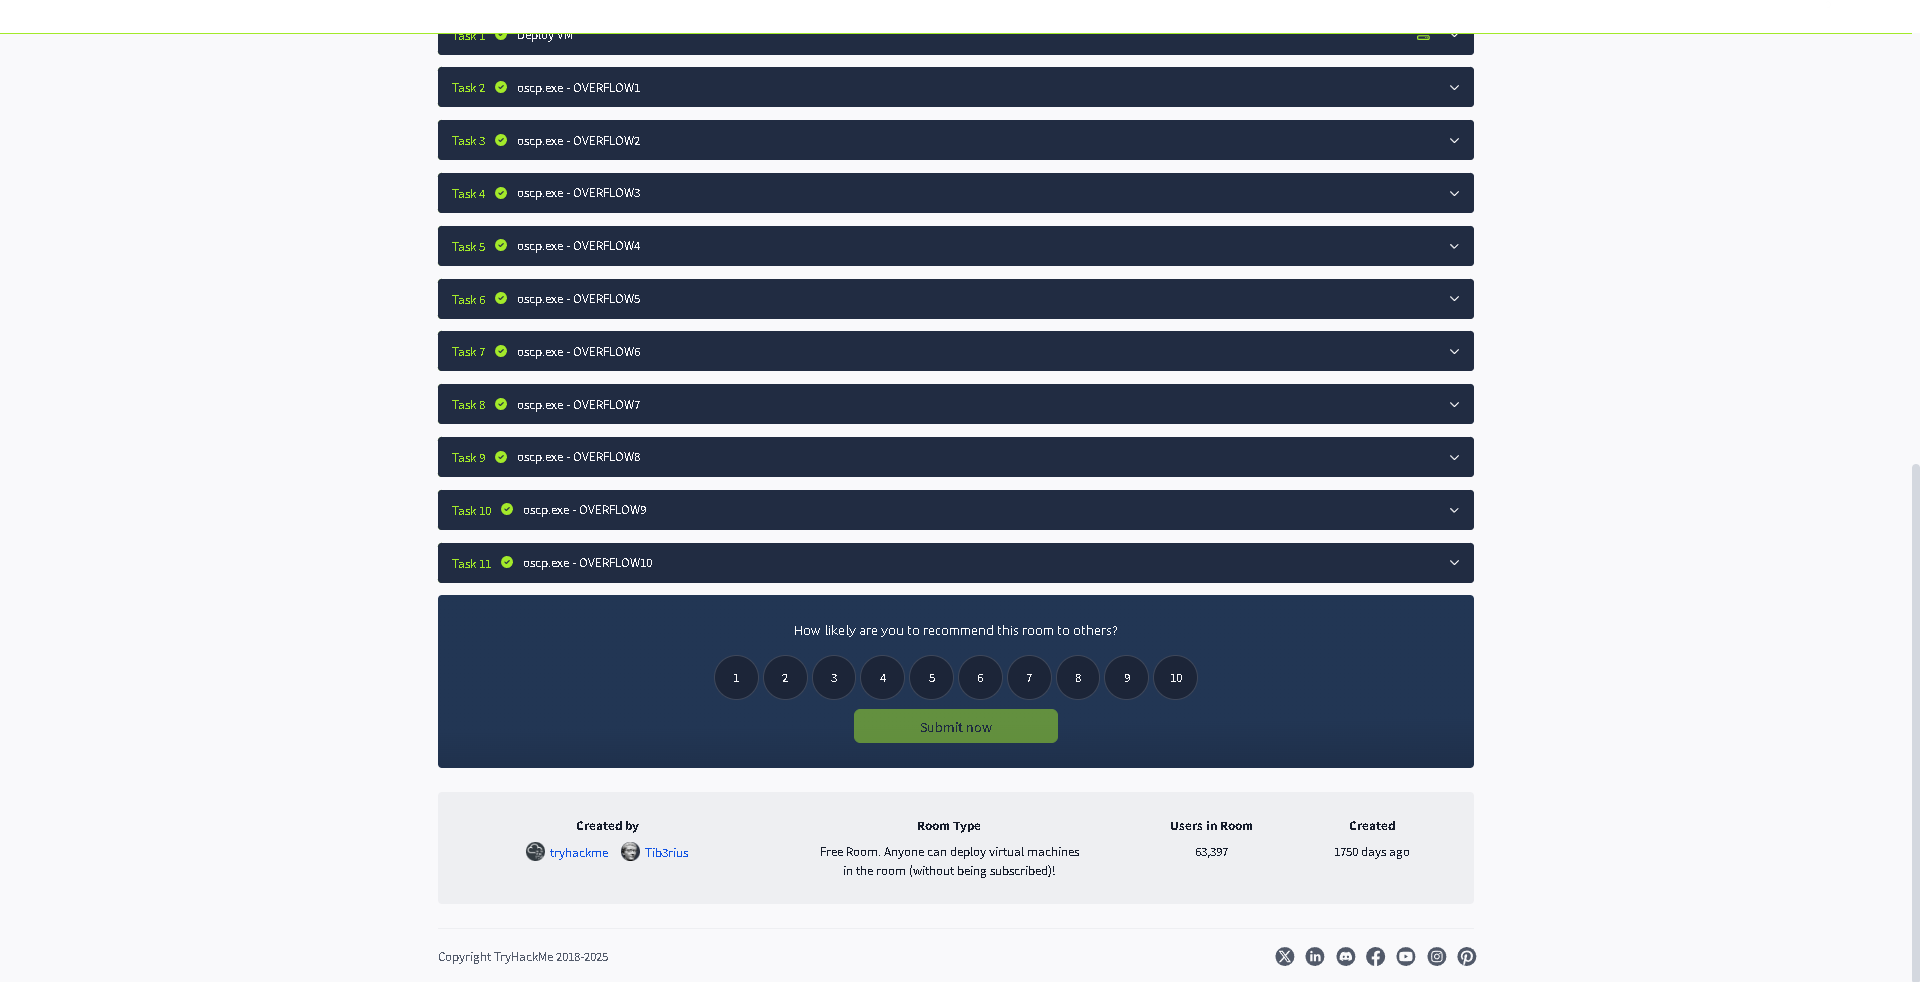 Task 1 Deploy VM
Task 2 oscp.exe - OVERFLOW1
Task 3 oscp.exe - OVERFLOW2
Task 4 oscp.exe - OVERFLOW3
Task 5 oscp.exe - OVERFLOW4
Task 6 oscp.exe - OVERFLOW5
Task 7 oscp.exe - OVERFLOW6
Task 8 oscp.exe - OVERFLOW7
Task 9 oscp.exe - OVERFLOW8
Task 10 oscp.exe - OVERFLOW9
Task 11 oscp.exe - OVERFLOW10
How likely are you to recommend this room to others?
1 2 3 4 5 6 7 8 9 10
Submit now
Created by
tryhackme Tib3rius
Room Type
Free Room. Anyone can deploy virtual machines
in the room (without being subscribed)!
Users in Room
63,397
Created
1750 days ago
Copyright TryHackMe 2018-2025